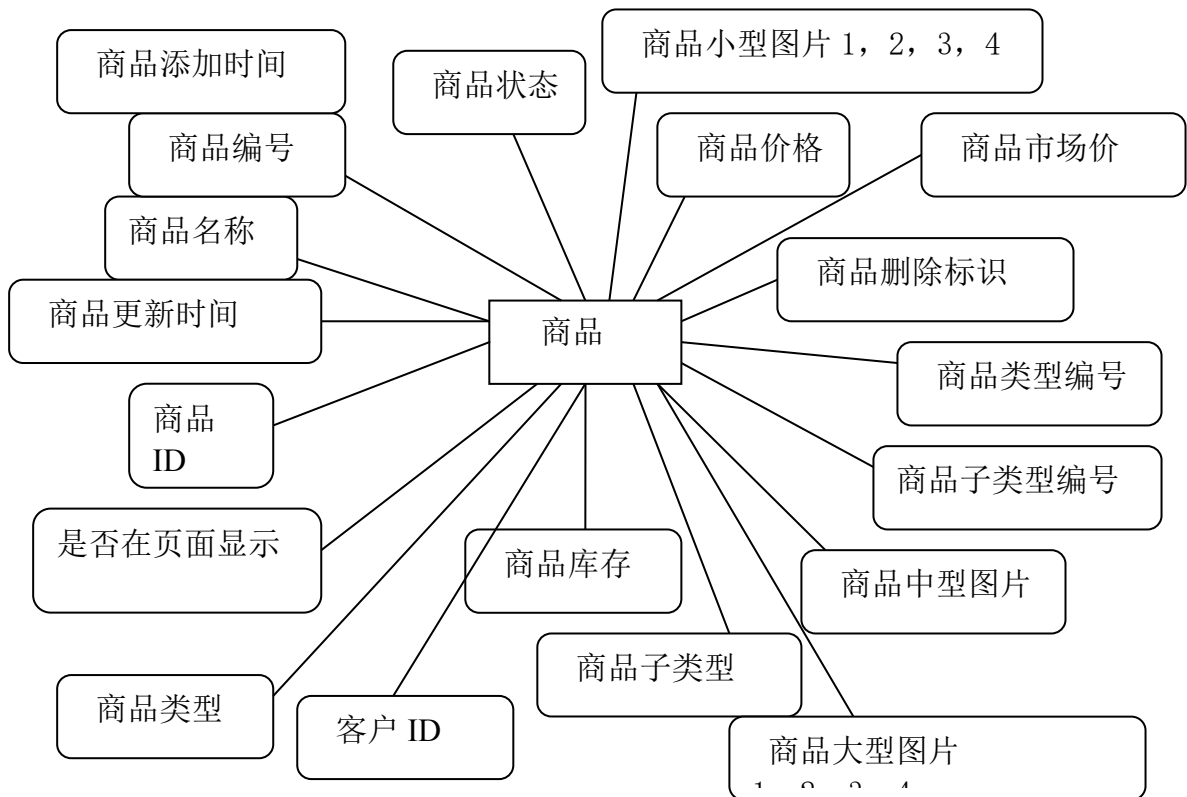 商品小型图片 1，2，3，4
商品添加时间
商品状态
商品编号
商品价格
商品市场价
商品名称
商品删除标识
商品更新时间
商品
商品类型编号
商品
ID
商品子类型编号
是否在页面显示
商品库存
商品中型图片
商品子类型
商品类型
客户 ID
商品大型图片
1，2，3，4